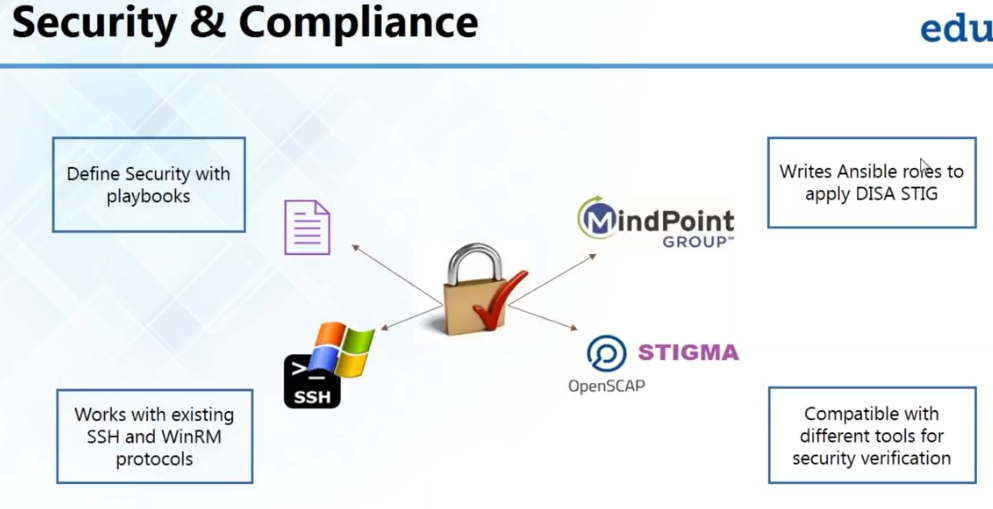 Security & Compliance
edu
Define Security with
playbooks
Writes Ansible roles to
apply DISA STIG
MindPoint
GROUP™
>_
SSH
STIGMA
OpenSCAP
Works with existing
SSH and WinRM
protocols
Compatible with
different tools for
security verification